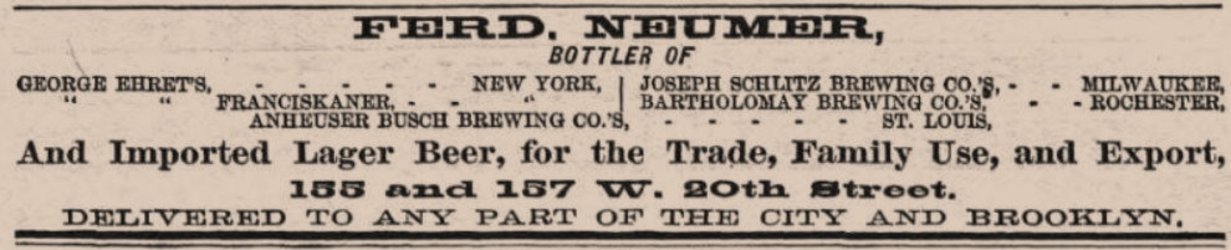 FERD. NEUMER,
BOTTLER OF
GEORGE EHRET'S, - - - - - - NEW YORK, | JOSEPH SCHLITZ BREWING CO.'S, - - MILWAUKEE,
" " FRANCISKANER, - - " | BARTHOLOMAY BREWING CO.'S, - - ROCHESTER,
ANHEUSER BUSCH BREWING CO.'S, - - - - - ST. LOUIS,
And Imported Lager Beer, for the Trade, Family Use, and Export,
155 and 157 W. 20th Street.
DELIVERED TO ANY PART OF THE CITY AND BROOKLYN.